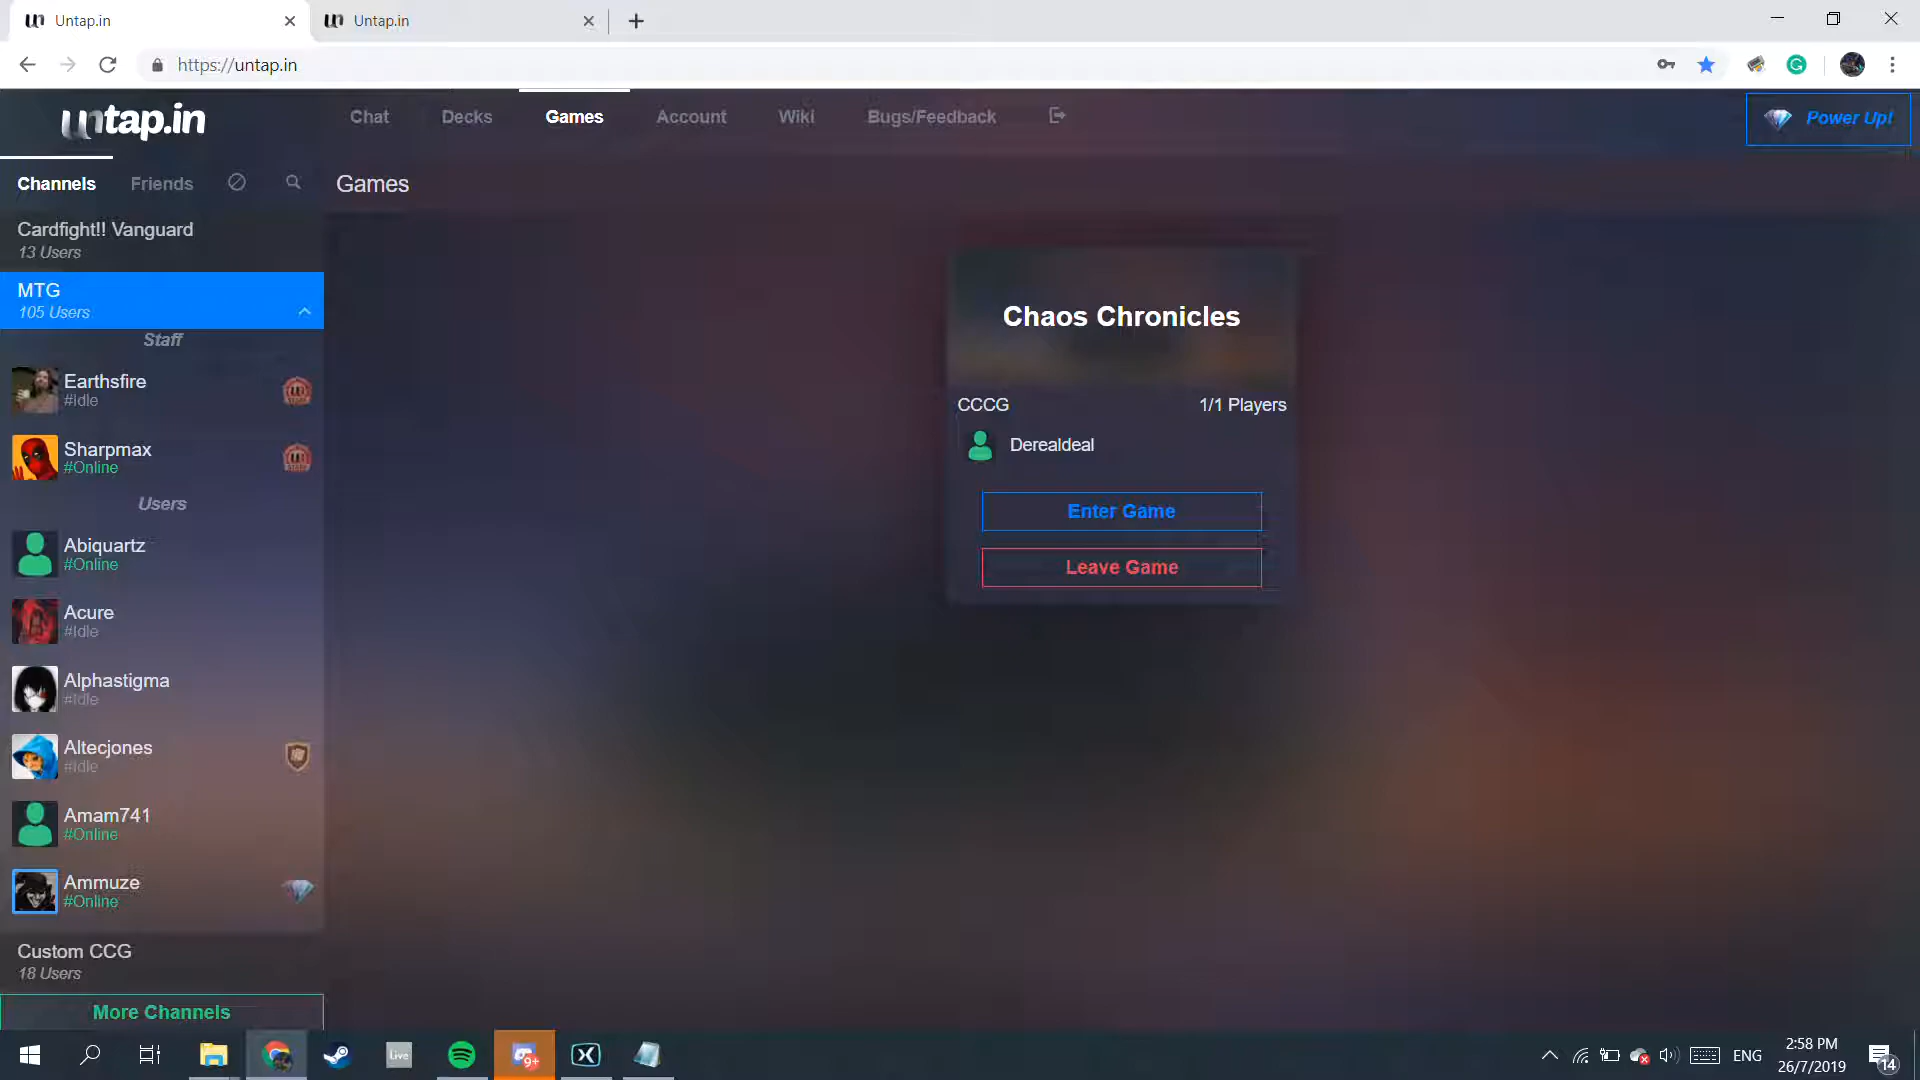 Untap.in
Untap.in
https://untap.in
untap.in
Chat
Decks
Games
Account
Wiki
Bugs/Feedback
Power Up!
Channels
Friends
Games
Cardfight!! Vanguard
13 Users
MTG
105 Users
Staff
Earthsfire
#Idle
Sharpmax
#Online
Users
Abiquartz
#Online
Acure
#Idle
Alphastigma
#Idle
Altecjones
#Idle
Amam741
#Online
Ammuze
#Online
Custom CCG
18 Users
More Channels
Chaos Chronicles
CCCG
1/1 Players
Derealdeal
Enter Game
Leave Game
Live
9+
ENG
2:58 PM
26/7/2019
14